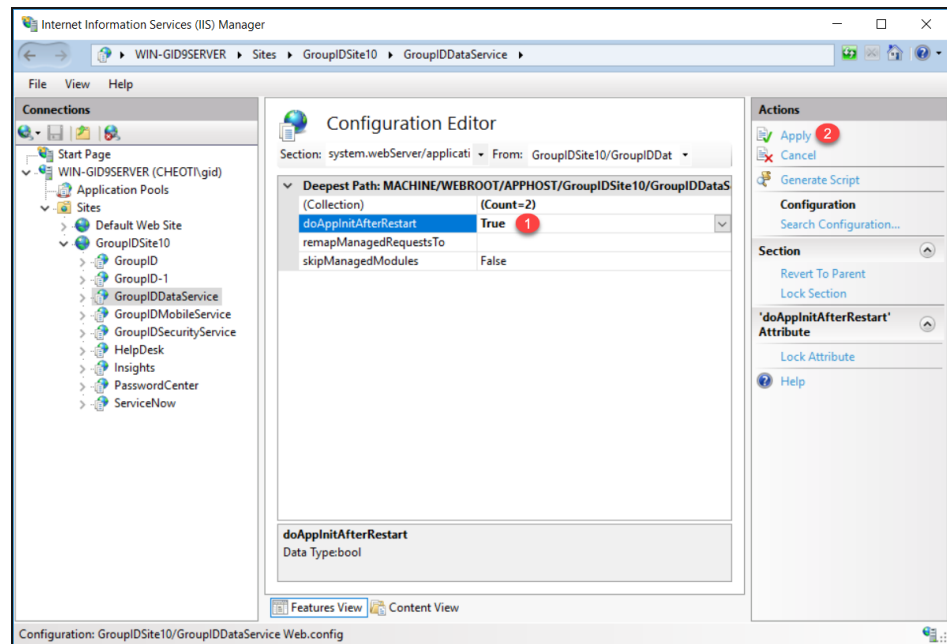 Internet Information Services (IIS) Manager
WIN-GID9SERVER Sites GroupIDSite10 GroupIDDataService
File View Help
Connections
Start Page
WIN-GID9SERVER (CHEOTI\gid)
Application Pools
Sites
Default Web Site
GroupIDSite10
GroupID
GroupID-1
GroupIDDataService
GroupIDMobileService
GroupIDSecurityService
HelpDesk
Insights
PasswordCenter
ServiceNow
Configuration Editor
Section: system.webServer/applicati From: GroupIDSite10/GroupIDDat
Deepest Path: MACHINE/WEBROOT/APPHOST/GroupIDSite10/GroupIDDataS
(Collection) (Count=2)
doAppInitAfterRestart True 1
remapManagedRequestsTo
skipManagedModules False
doAppInitAfterRestart
Data Type:bool
Features View Content View
Actions
Apply 2
Cancel
Generate Script
Configuration
Search Configuration...
Section
Revert To Parent
Lock Section
'doAppInitAfterRestart'
Attribute
Lock Attribute
Help
Configuration: GroupIDSite10/GroupIDDataService Web.config